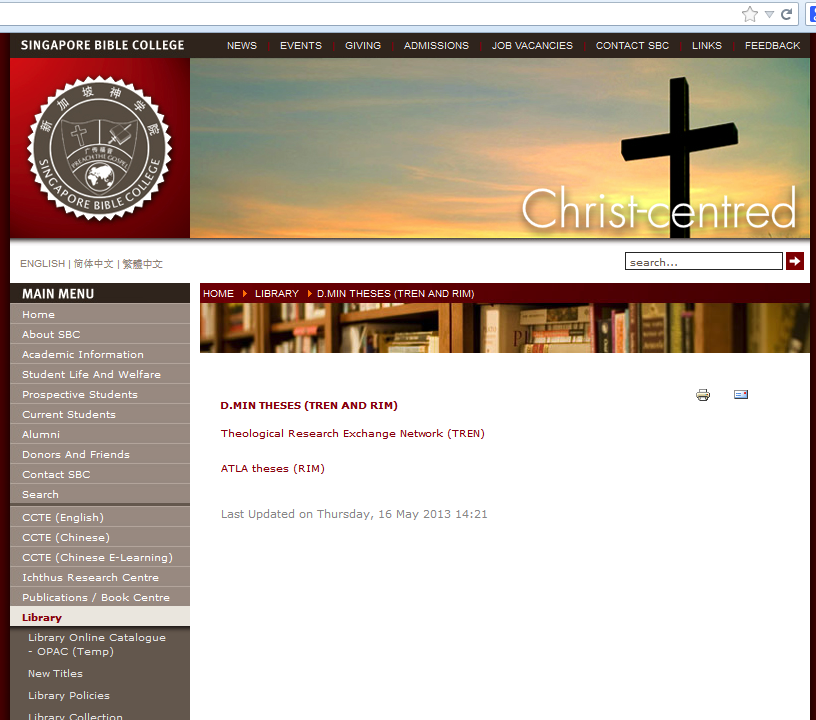 SINGAPORE BIBLE COLLEGE
NEWS EVENTS GIVING ADMISSIONS JOB VACANCIES CONTACT SBC LINKS FEEDBACK
新加坡神学院
广传福音
PREACH THE GOSPEL
SINGAPORE BIBLE COLLEGE
Christ-centred
ENGLISH | 简体中文 | 繁體中文
search...
MAIN MENU
Home
About SBC
Academic Information
Student Life And Welfare
Prospective Students
Current Students
Alumni
Donors And Friends
Contact SBC
Search
CCTE (English)
CCTE (Chinese)
CCTE (Chinese E-Learning)
Ichthus Research Centre
Publications / Book Centre
Library
Library Online Catalogue
- OPAC (Temp)
New Titles
Library Policies
Library Collection
HOME LIBRARY D.MIN THESES (TREN AND RIM)
D.MIN THESES (TREN AND RIM)
Theological Research Exchange Network (TREN)
ATLA theses (RIM)
Last Updated on Thursday, 16 May 2013 14:21